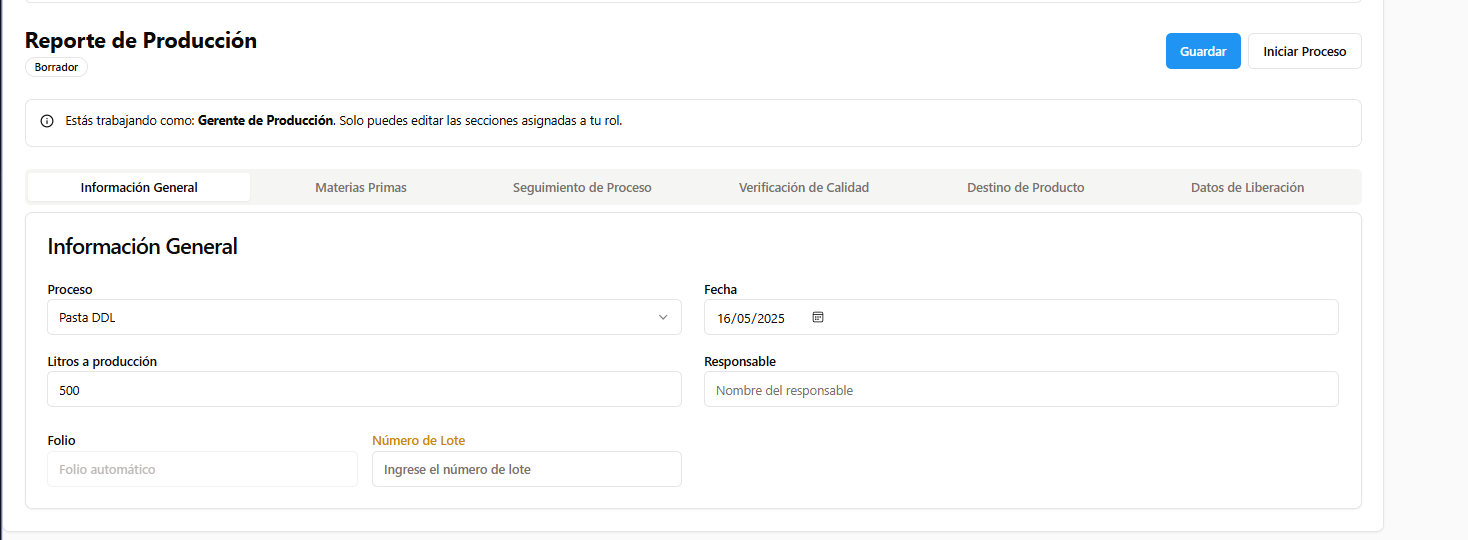 Reporte de Producción
Guardar
Iniciar Proceso
Borrador
Estás trabajando como: Gerente de Producción. Solo puedes editar las secciones asignadas a tu rol.
Información General
Materias Primas
Seguimiento de Proceso
Verificación de Calidad
Destino de Producto
Datos de Liberación
Información General
Proceso
Fecha
Pasta DDL
16/05/2025
Litros a producción
Responsable
500
Nombre del responsable
Folio
Número de Lote
Folio automático
Ingrese el número de lote